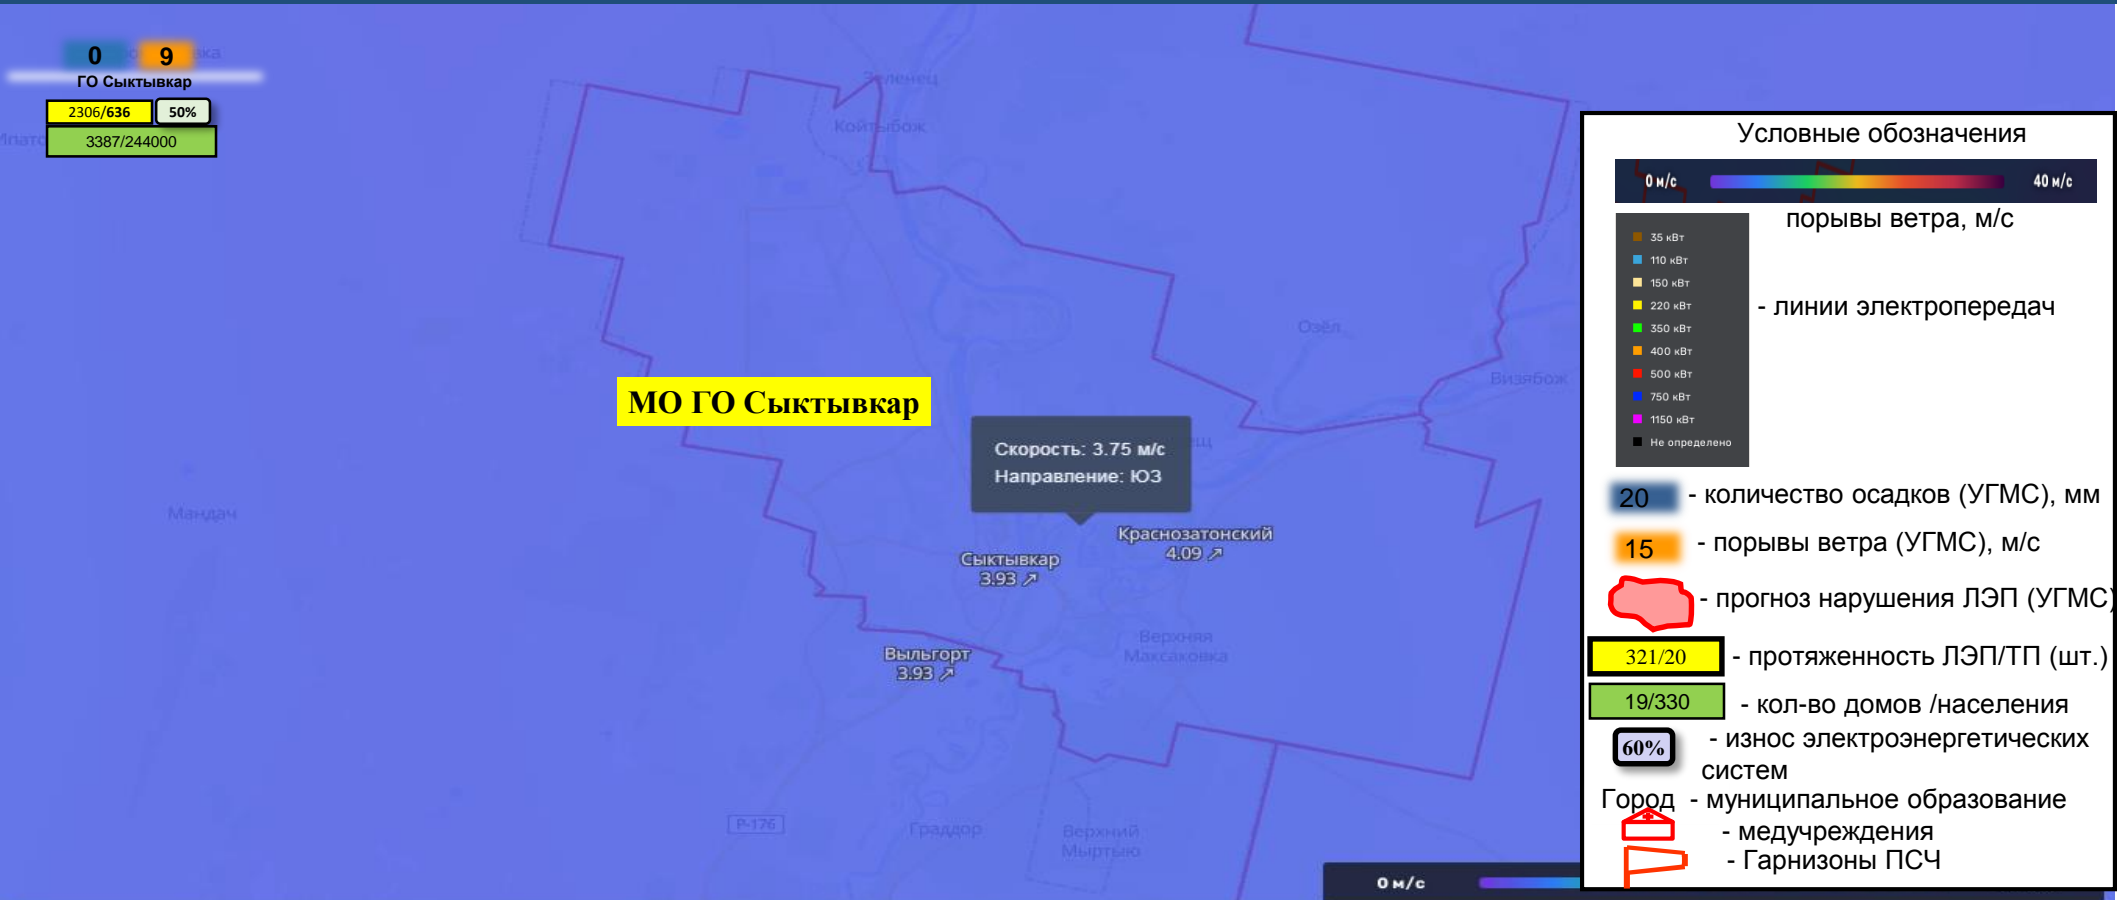 0 9
ГО Сыктывкар
2306/636 50%
3387/244000
Зеленец
Койтыбож
Озёл
Визябож
МО ГО Сыктывкар
Скорость: 3.75 м/с
Направление: ЮЗ
Мандач
Краснозатонский
4.09
Сыктывкар
3.93
Верхняя
Максаковка
Выльгорт
3.93
Р-176
Граддор
Верхний
Мыртыю
0 м/с
Условные обозначения
0 м/с 40 м/с
порывы ветра, м/с
35 кВт
110 кВт
150 кВт
220 кВт
350 кВт
400 кВт
500 кВт
750 кВт
1150 кВт
Не определено
- линии электропередач
20 - количество осадков (УГМС), мм
15 - порывы ветра (УГМС), м/с
- прогноз нарушения ЛЭП (УГМС)
321/20 - протяженность ЛЭП/ТП (шт.)
19/330 - кол-во домов /населения
60% - износ электроэнергетических
систем
Город - муниципальное образование
- медучреждения
- Гарнизоны ПСЧ